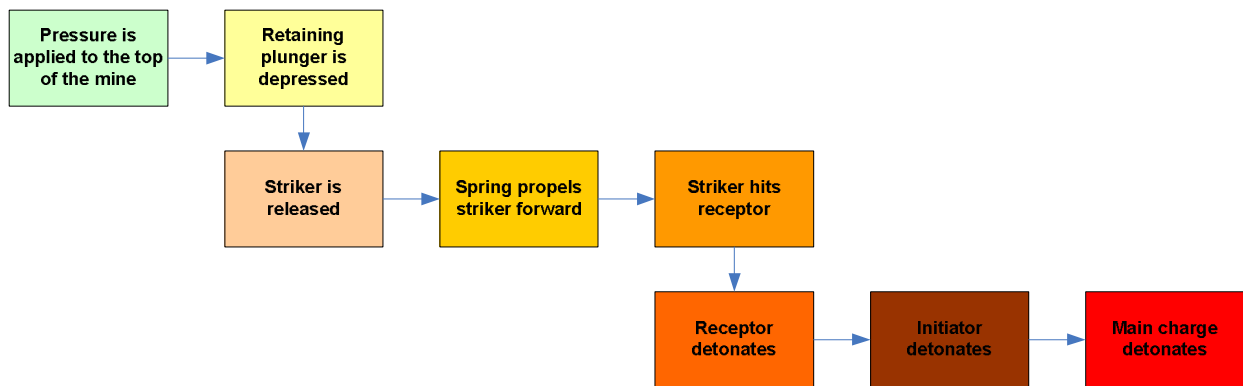 Pressure is
applied to the top
of the mine
Retaining
plunger is
depressed
Striker is
released
Spring propels
striker forward
Striker hits
receptor
Receptor
detonates
Initiator
detonates
Main charge
detonates